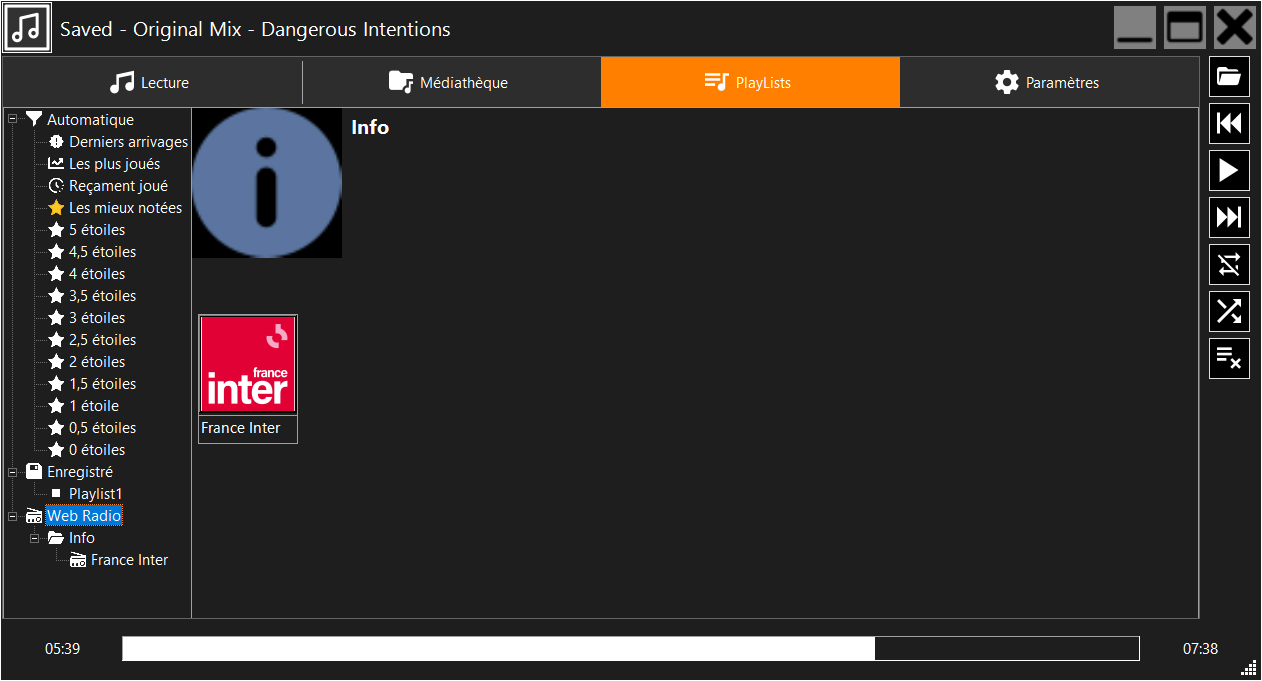 Saved - Original Mix - Dangerous Intentions
Lecture
Médiathèque
PlayLists
Paramètres
Automatique
Derniers arrivages
Les plus joués
Reçament joué
Les mieux notées
5 étoiles
4,5 étoiles
4 étoiles
3,5 étoiles
3 étoiles
2,5 étoiles
2 étoiles
1,5 étoiles
1 étoile
0,5 étoiles
0 étoiles
Enregistré
Playlist1
Web Radio
Info
France Inter
Info
france
inter
France Inter
05:39
07:38